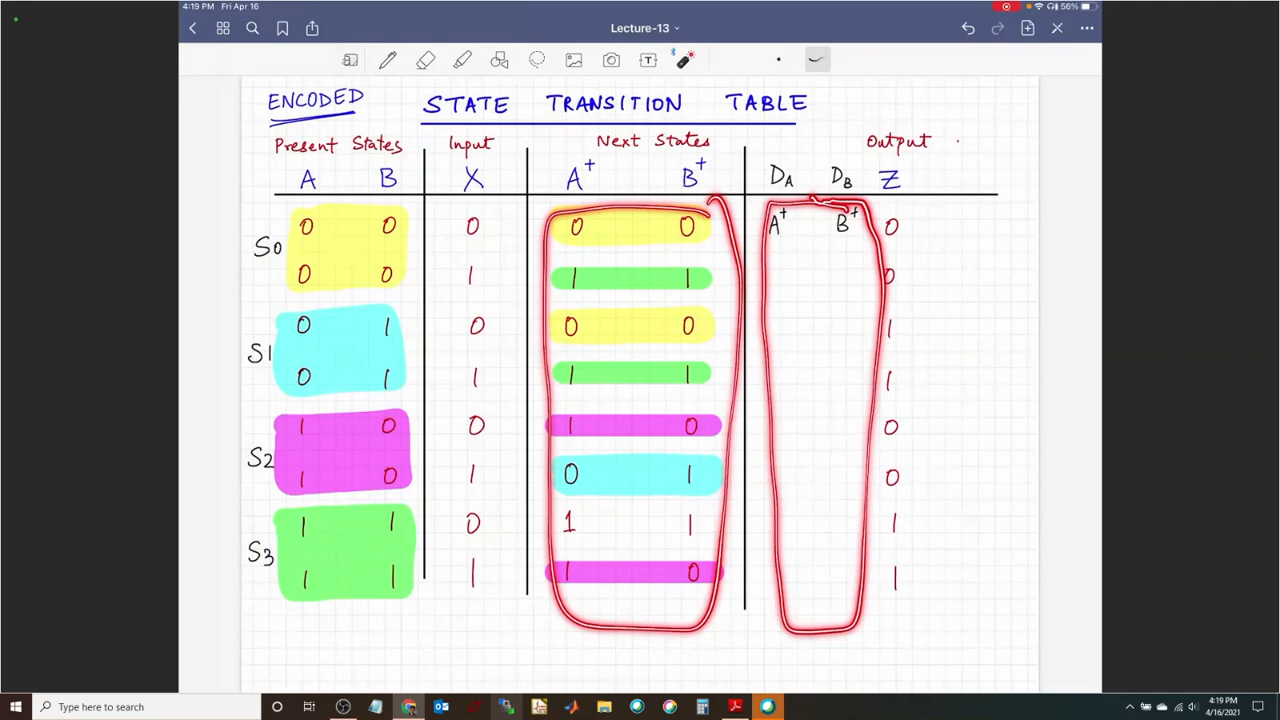 4:19 PM Fri Apr 16
56%
Lecture-13
ENCODED STATE TRANSITION TABLE
Present States Input Next States Output
A B X A+ B+ DA DB Z
S0
0 0 0 0 0 A+ B+ 0
0 0 1 1 1 0
S1
0 1 0 0 0 1
0 1 1 1 1 1
S2
1 0 0 1 0 0
1 0 1 0 1 0
S3
1 1 0 1 1 1
1 1 1 1 0 1
Type here to search
4:19 PM
4/16/2021